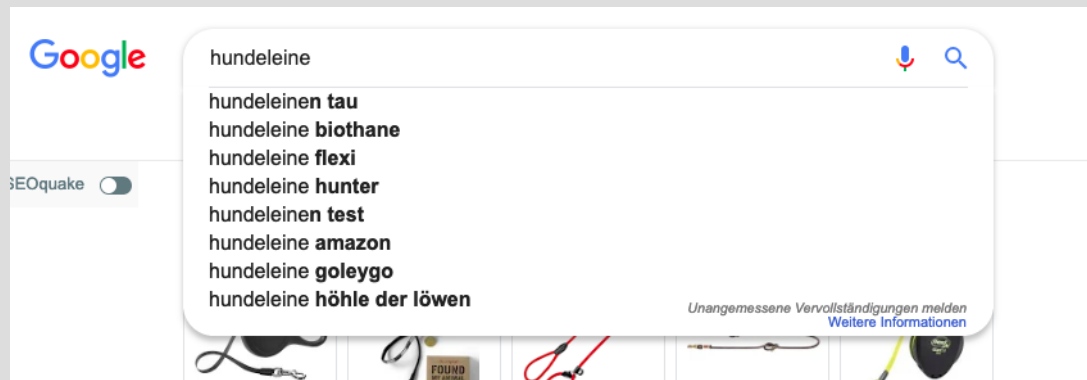 Google
hundeleine
hundeleinen tau
hundeleine biothane
hundeleine flexi
SEOquake
hundeleine hunter
hundeleinen test
hundeleine amazon
hundeleine goleygo
hundeleine höhle der löwen
Unangemessene Vervollständigungen melden
Weitere Informationen
FOUND